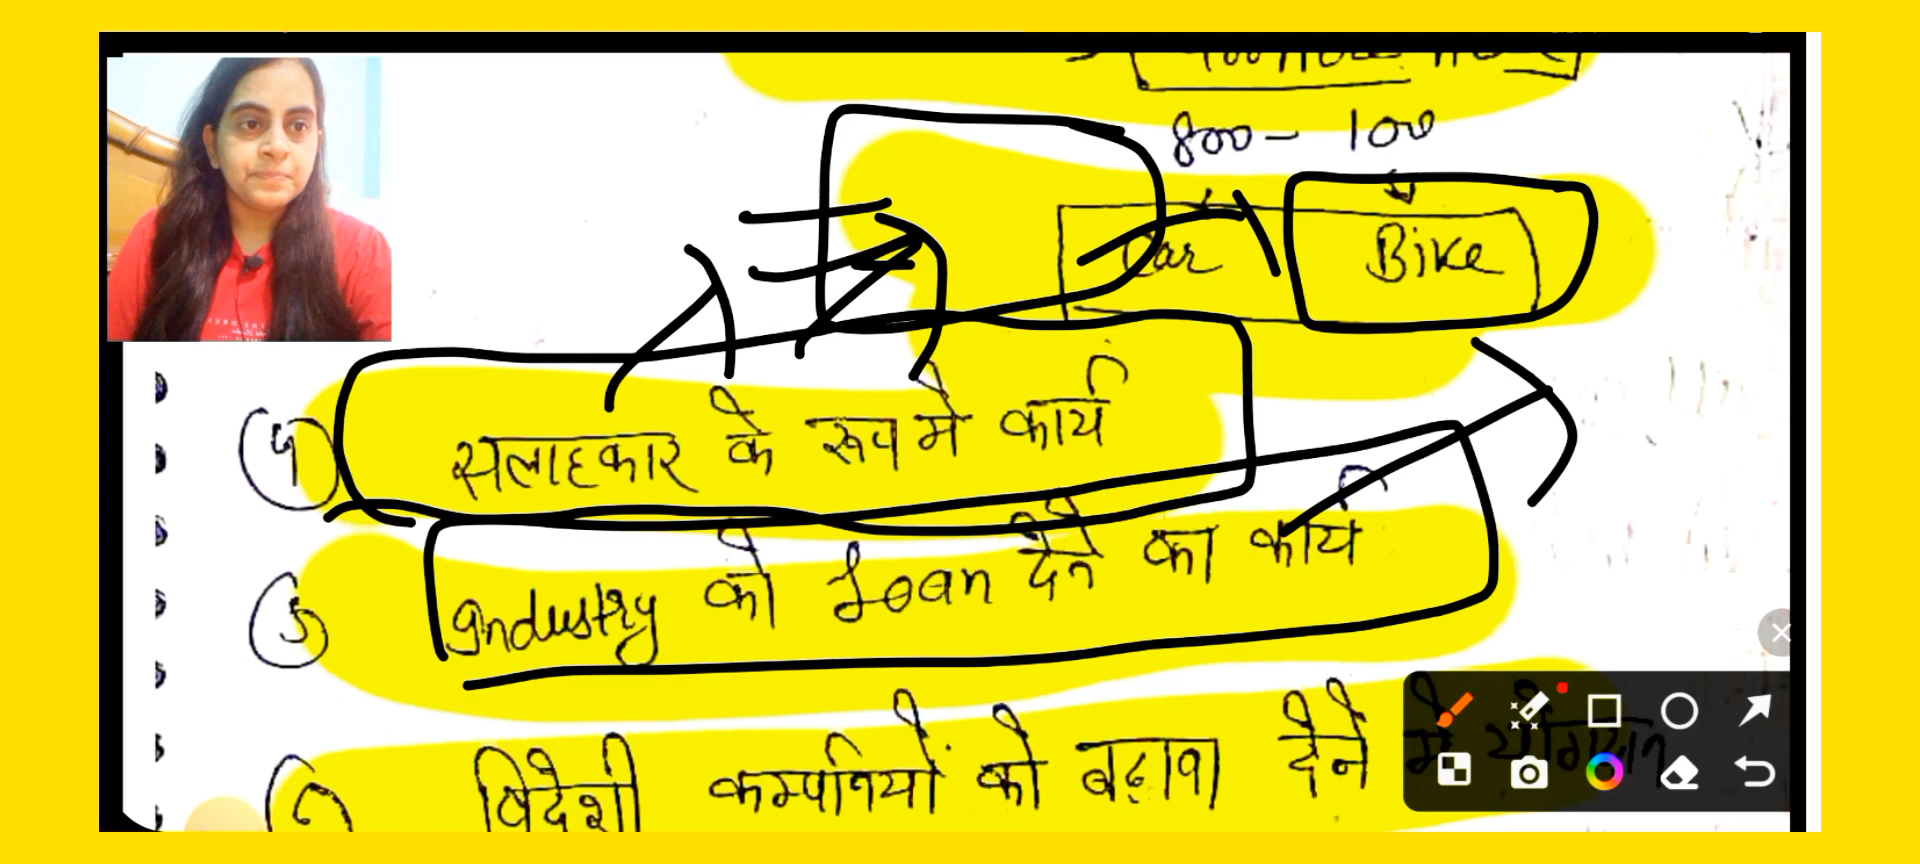 800 - 100
Car Bike
4 सलाहकार के रूप मे कार्य
5 Industry को Loan देने का कार्य
6 विदेशी कम्पनियों को बढ़ावा देने मे योगदान